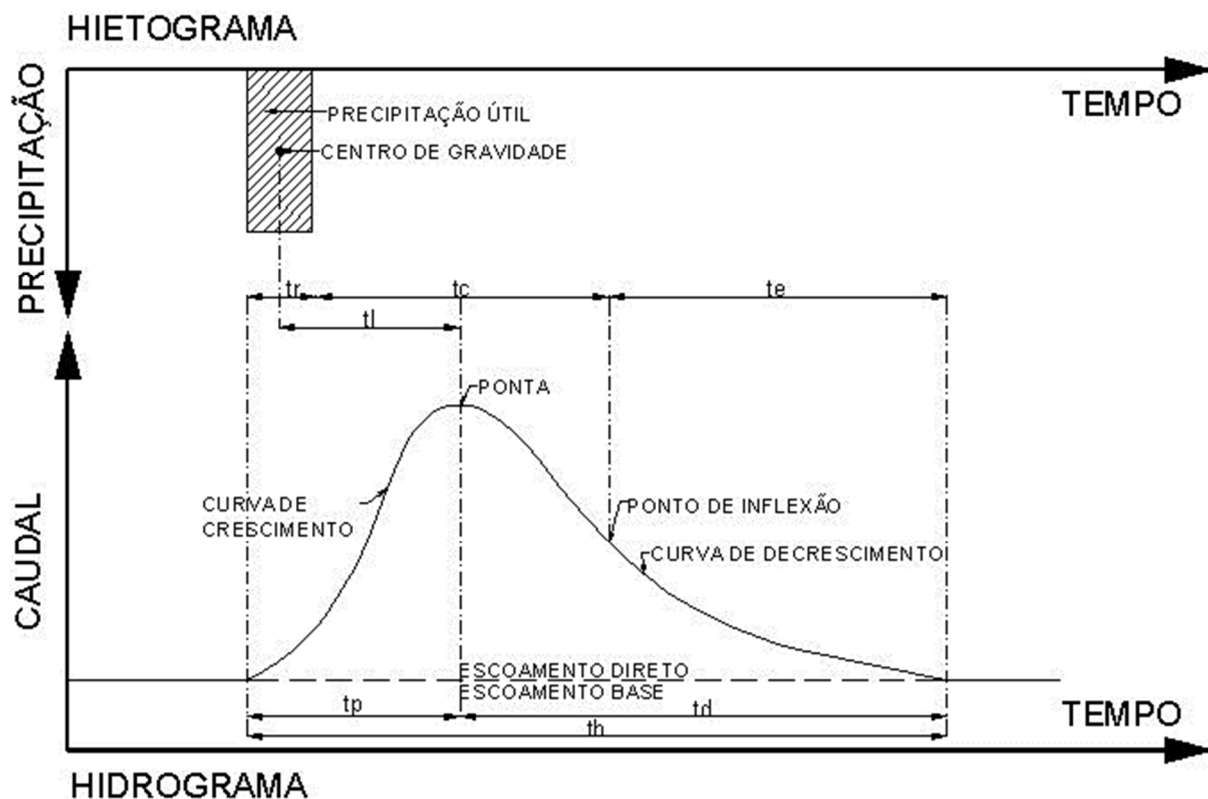 HIETOGRAMA
TEMPO
PRECIPITAÇÃO
PRECIPITAÇÃO ÚTIL
CENTRO DE GRAVIDADE
tr
tc
te
tl
PONTA
CURVA DE
CRESCIMENTO
PONTO DE INFLEXÃO
CURVA DE DECRESCIMENTO
CAUDAL
ESCOAMENTO DIRETO
ESCOAMENTO BASE
tp
td
th
TEMPO
HIDROGRAMA